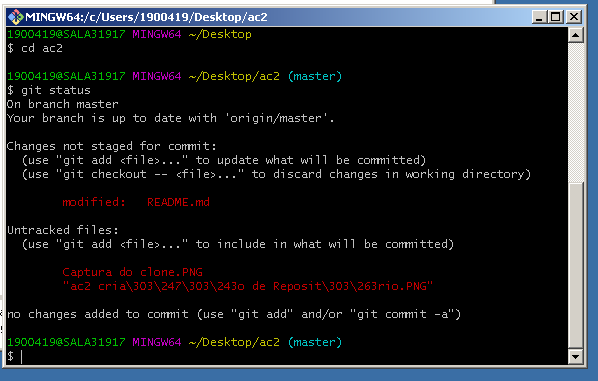 MINGW64:/c/Users/1900419/Desktop/ac2
1900419@SALA31917 MINGW64 ~/Desktop
$ cd ac2
1900419@SALA31917 MINGW64 ~/Desktop/ac2 (master)
$ git status
On branch master
Your branch is up to date with 'origin/master'.
Changes not staged for commit:
(use "git add <file>..." to update what will be committed)
(use "git checkout -- <file>..." to discard changes in working directory)
modified: README.md
Untracked files:
(use "git add <file>..." to include in what will be committed)
Captura do clone.PNG
"ac2 cria\303\247\303\243o de Reposit\303\263rio.PNG"
no changes added to commit (use "git add" and/or "git commit -a")
1900419@SALA31917 MINGW64 ~/Desktop/ac2 (master)
$